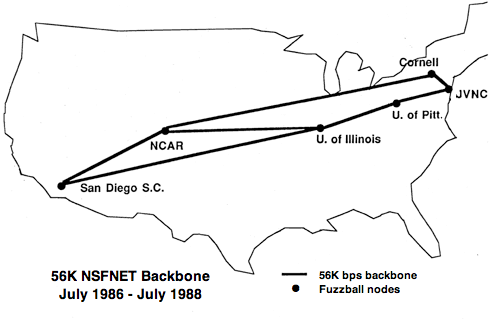 Cornell
JVNC
U. of Pitt.
U. of Illinois
NCAR
San Diego S.C.
56K NSFNET Backbone
July 1986 - July 1988
56K bps backbone
Fuzzball nodes